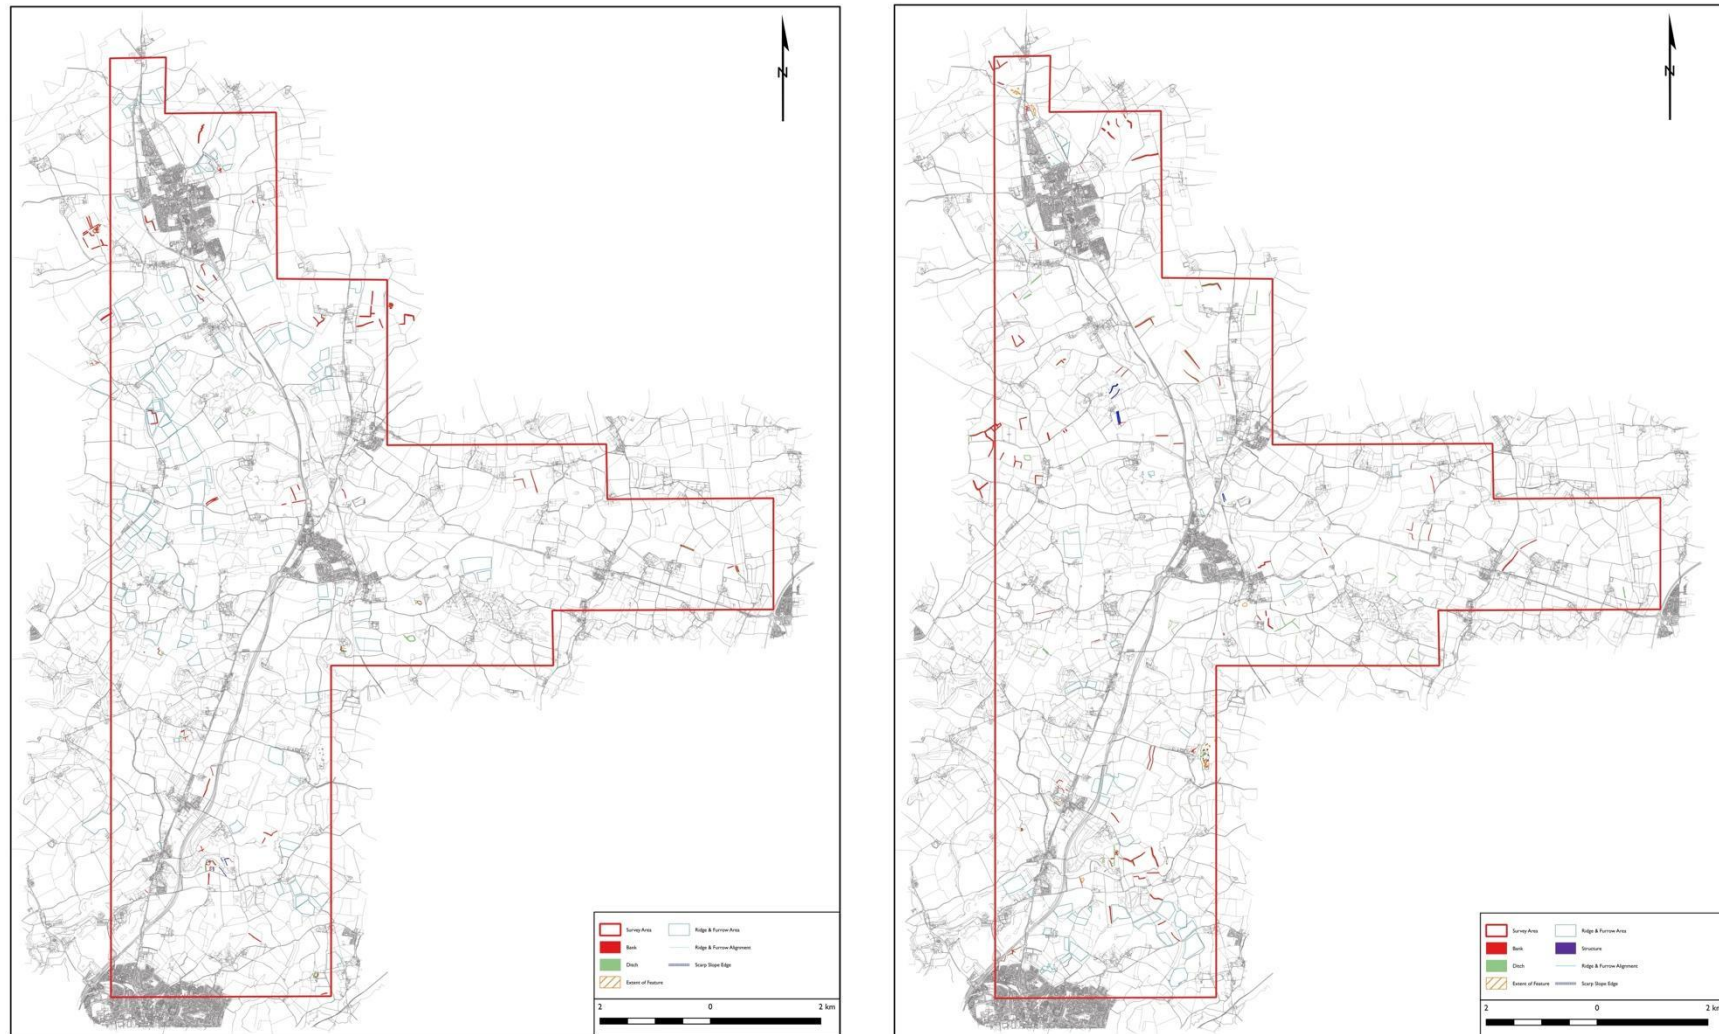 N
Survey Area
Ridge & Furrow Area
Bank
Ridge & Furrow Alignment
Ditch
Scarp Slope Edge
Extent of Feature
2 0 2 km
N
Survey Area
Ridge & Furrow Area
Bank
Structure
Ditch
Ridge & Furrow Alignment
Extent of Feature
Scarp Slope Edge
2 0 2 km